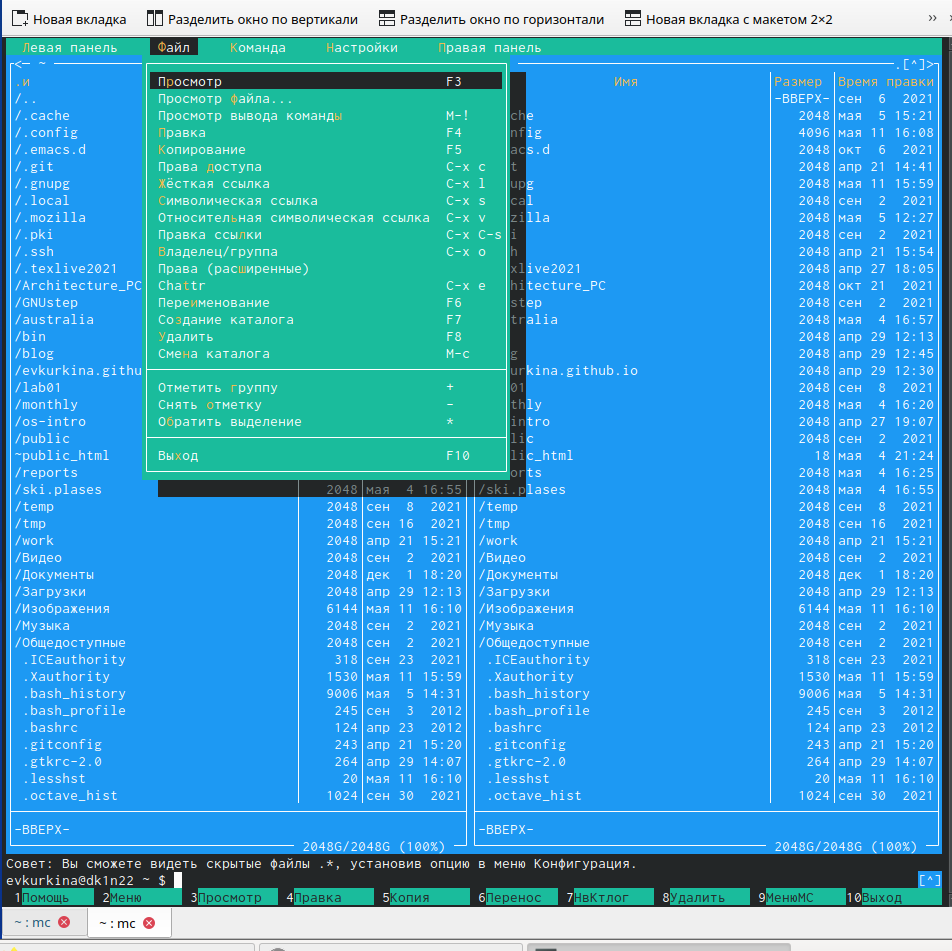 Новая вкладка Разделить окно по вертикали Разделить окно по горизонтали Новая вкладка с макетом 2×2 »
Левая панель Файл Команда Настройки Правая панель
<— ~ .[^]>
.и Имя Размер Время правки
/.. -ВВЕРХ- сен 6 2021
/.cache che 2048 мая 5 15:21
/.config nfig 4096 мая 11 16:08
/.emacs.d acs.d 2048 окт 6 2021
/.git t 2048 апр 21 14:41
/.gnupg upg 2048 мая 11 15:59
/.local cal 2048 сен 2 2021
/.mozilla zilla 2048 мая 5 12:27
/.pki i 2048 сен 2 2021
/.ssh h 2048 апр 21 15:54
/.texlive2021 xlive2021 2048 апр 27 18:05
/Architecture_PC hitecture_PC 2048 окт 21 2021
/GNUstep step 2048 сен 2 2021
/australia tralia 2048 мая 4 16:57
/bin 2048 апр 29 12:13
/blog g 2048 апр 29 12:45
/evkurkina.githu urkina.github.io 2048 апр 29 12:30
/lab01 01 2048 сен 8 2021
/monthly thly 2048 мая 4 16:20
/os-intro intro 2048 апр 27 19:07
/public lic 2048 сен 2 2021
~public_html lic_html 18 мая 4 21:24
/reports orts 2048 мая 4 16:25
Просмотр F3
Просмотр файла...
Просмотр вывода команды M-!
Правка F4
Копирование F5
Права доступа C-x c
Жёсткая ссылка C-x l
Символическая ссылка C-x s
Относительная символическая ссылка C-x v
Правка ссылки C-x C-s
Владелец/группа C-x o
Права (расширенные)
Chattr C-x e
Переименование F6
Создание каталога F7
Удалить F8
Смена каталога M-c
Отметить группу +
Снять отметку -
Обратить выделение *
Выход F10
/ski.plases 2048 мая 4 16:55 /ski.plases 2048 мая 4 16:55
/temp 2048 сен 8 2021 /temp 2048 сен 8 2021
/tmp 2048 сен 16 2021 /tmp 2048 сен 16 2021
/work 2048 апр 21 15:21 /work 2048 апр 21 15:21
/Видео 2048 сен 2 2021 /Видео 2048 сен 2 2021
/Документы 2048 дек 1 18:20 /Документы 2048 дек 1 18:20
/Загрузки 2048 апр 29 12:13 /Загрузки 2048 апр 29 12:13
/Изображения 6144 мая 11 16:10 /Изображения 6144 мая 11 16:10
/Музыка 2048 сен 2 2021 /Музыка 2048 сен 2 2021
/Общедоступные 2048 сен 2 2021 /Общедоступные 2048 сен 2 2021
.ICEauthority 318 сен 23 2021 .ICEauthority 318 сен 23 2021
.Xauthority 1530 мая 11 15:59 .Xauthority 1530 мая 11 15:59
.bash_history 9006 мая 5 14:31 .bash_history 9006 мая 5 14:31
.bash_profile 245 сен 3 2012 .bash_profile 245 сен 3 2012
.bashrc 124 апр 23 2012 .bashrc 124 апр 23 2012
.gitconfig 243 апр 21 15:20 .gitconfig 243 апр 21 15:20
.gtkrc-2.0 264 апр 29 14:07 .gtkrc-2.0 264 апр 29 14:07
.lesshst 20 мая 11 16:10 .lesshst 20 мая 11 16:10
.octave_hist 1024 сен 30 2021 .octave_hist 1024 сен 30 2021
-ВВЕРХ- -ВВЕРХ-
2048G/2048G (100%) 2048G/2048G (100%)
Совет: Вы сможете видеть скрытые файлы .*, установив опцию в меню Конфигурация.
evkurkina@dk1n22 ~ $ [^]
1Помощь 2Меню 3Просмотр 4Правка 5Копия 6Перенос 7НвКтлог 8Удалить 9МенюMC 10Выход
~ : mc ~ : mc